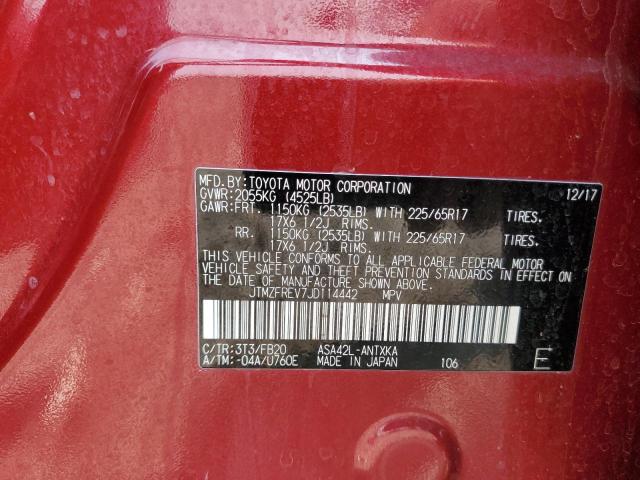 MFD.BY:TOYOTA MOTOR CORPORATION 12/17
GVWR:2055KG (4525LB)
GAWR:FRT. 1150KG (2535LB) WITH 225/65R17 TIRES.
17X6 1/2J RIMS.
RR. 1150KG (2535LB) WITH 225/65R17 TIRES.
17X6 1/2J RIMS.
THIS VEHICLE CONFORMS TO ALL APPLICABLE FEDERAL MOTOR
VEHICLE SAFETY AND THEFT PREVENTION STANDARDS IN EFFECT ON
THE DATE OF MANUFACTURE SHOWN ABOVE.
JTMZFREV7JD114442 MPV
C/TR:3T3/FB20 ASA42L-ANTXKA
A/TM:-04A/U760E MADE IN JAPAN 106 E